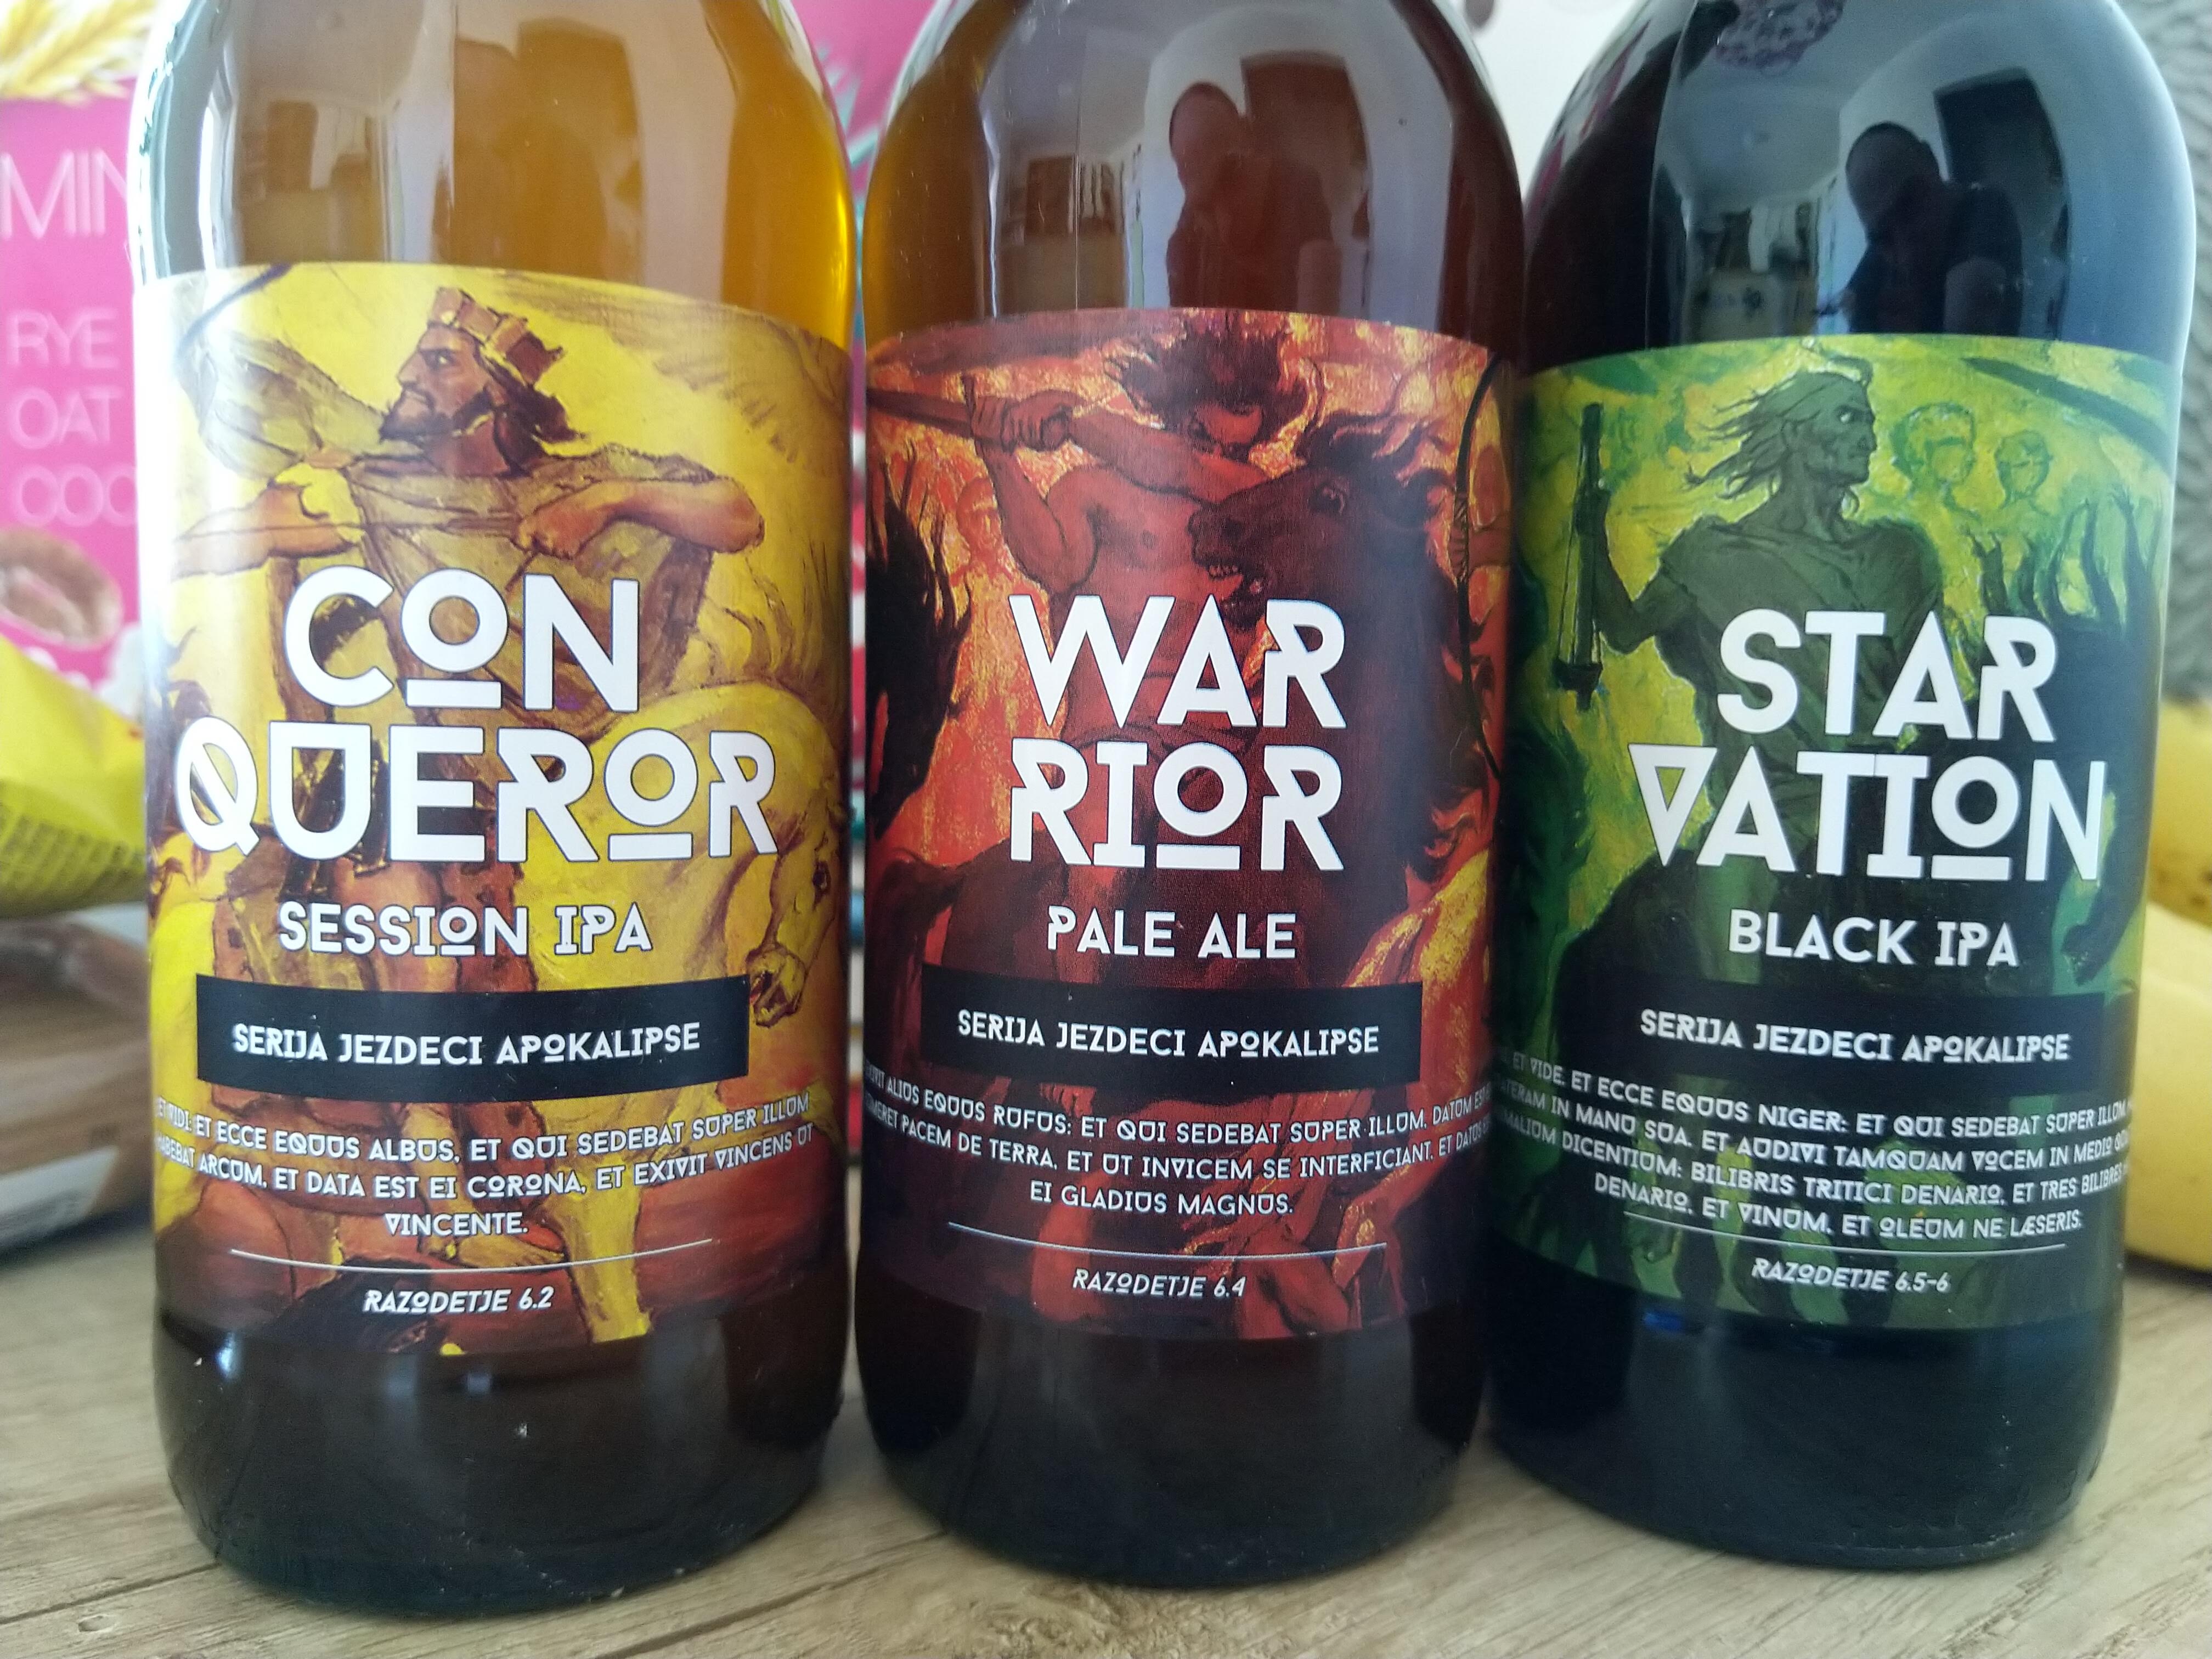 RYE
OAT
CON
QUEROR
SESSION IPA
SERIJA JEZDECI APOKALIPSE
ET VIDI: ET ECCE EQUUS ALBUS, ET QUI SEDEBAT SUPER ILLUM
HABEBAT ARCUM, ET DATA EST EI CORONA, ET EXIVIT VINCENS UT
VINCENTE.
RAZODETJE 6.2
WAR
RIOR
PALE ALE
SERIJA JEZDECI APOKALIPSE
ALIUS EQUUS RUFUS: ET QUI SEDEBAT SUPER ILLUM, DATUM
PACEM DE TERRA, ET UT INVICEM SE INTERFICIANT, ET
EI GLADIUS MAGNUS.
RAZODETJE 6.4
STAR
VATION
BLACK IPA
SERIJA JEZDECI APOKALIPSE
ET VIDE, ET ECCE EQUUS NIGER: ET QUI SEDEBAT SUPER ILLUM,
IN MANU SUA. ET AUDIVI TAMQUAM VOCEM IN MEDIO
DICENTIUM: BILIBRIS TRITICI DENARIO, ET TRES BILIBRES
DENARIO, ET VINUM, ET OLEUM NE LÆSERIS.
RAZODETJE 6.5-6